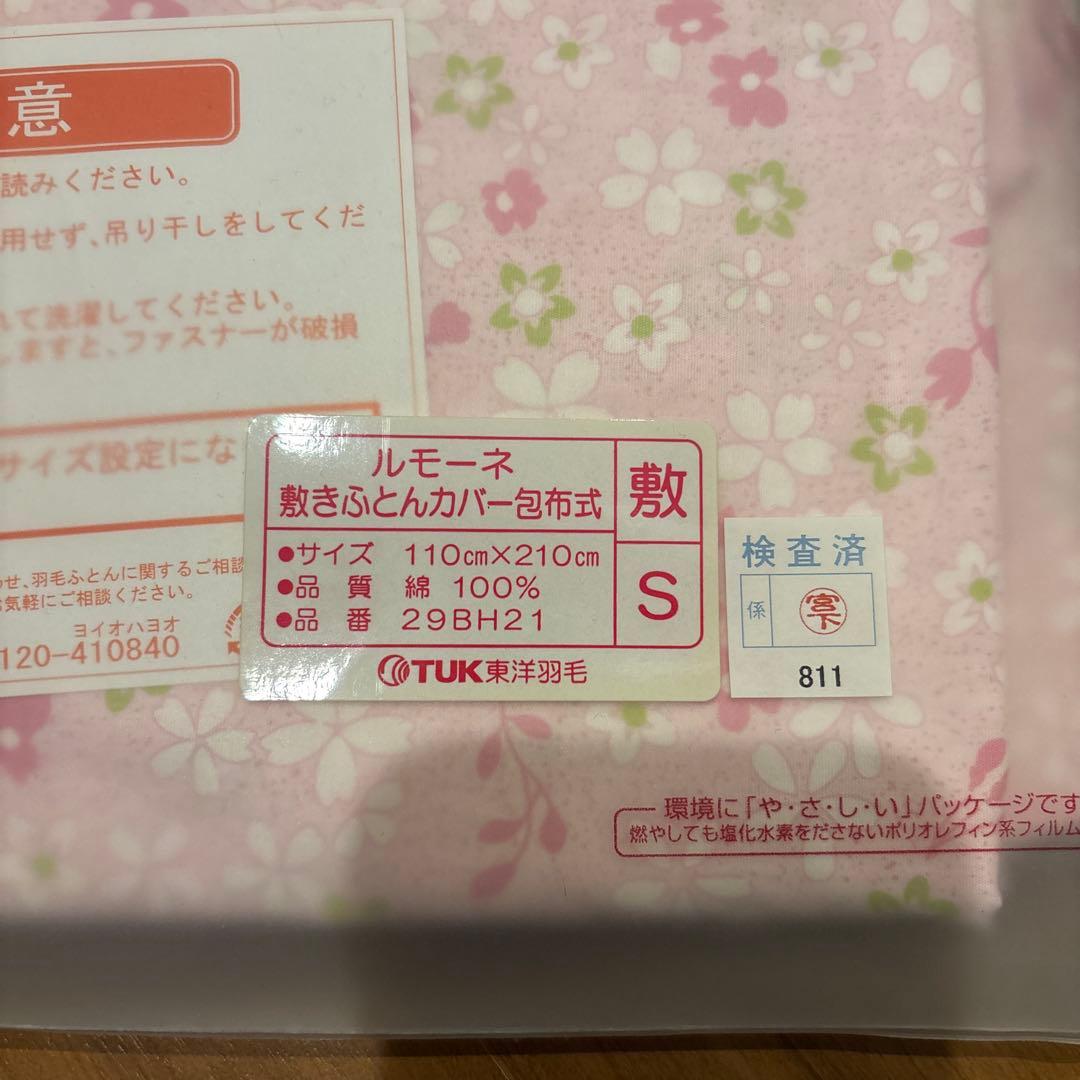 意
読みください。
用せず、吊り干しをしてくだ
れて洗濯してください。
しますと、ファスナーが破損
サイズ設定にな
わせ、羽毛ふとんに関するご相談
お気軽にご相談ください。
ヨイオハヨオ
120-410840
ルモーネ
敷きふとんカバー包布式
敷
●サイズ 110cm×210cm
●品 質 綿 100%
●品 番 29BH21
S
TUK東洋羽毛
検査済
係
宮下
811
環境に「や・さ・し・い」パッケージです
燃やしても塩化水素をださないポリオレフィン系フィルム